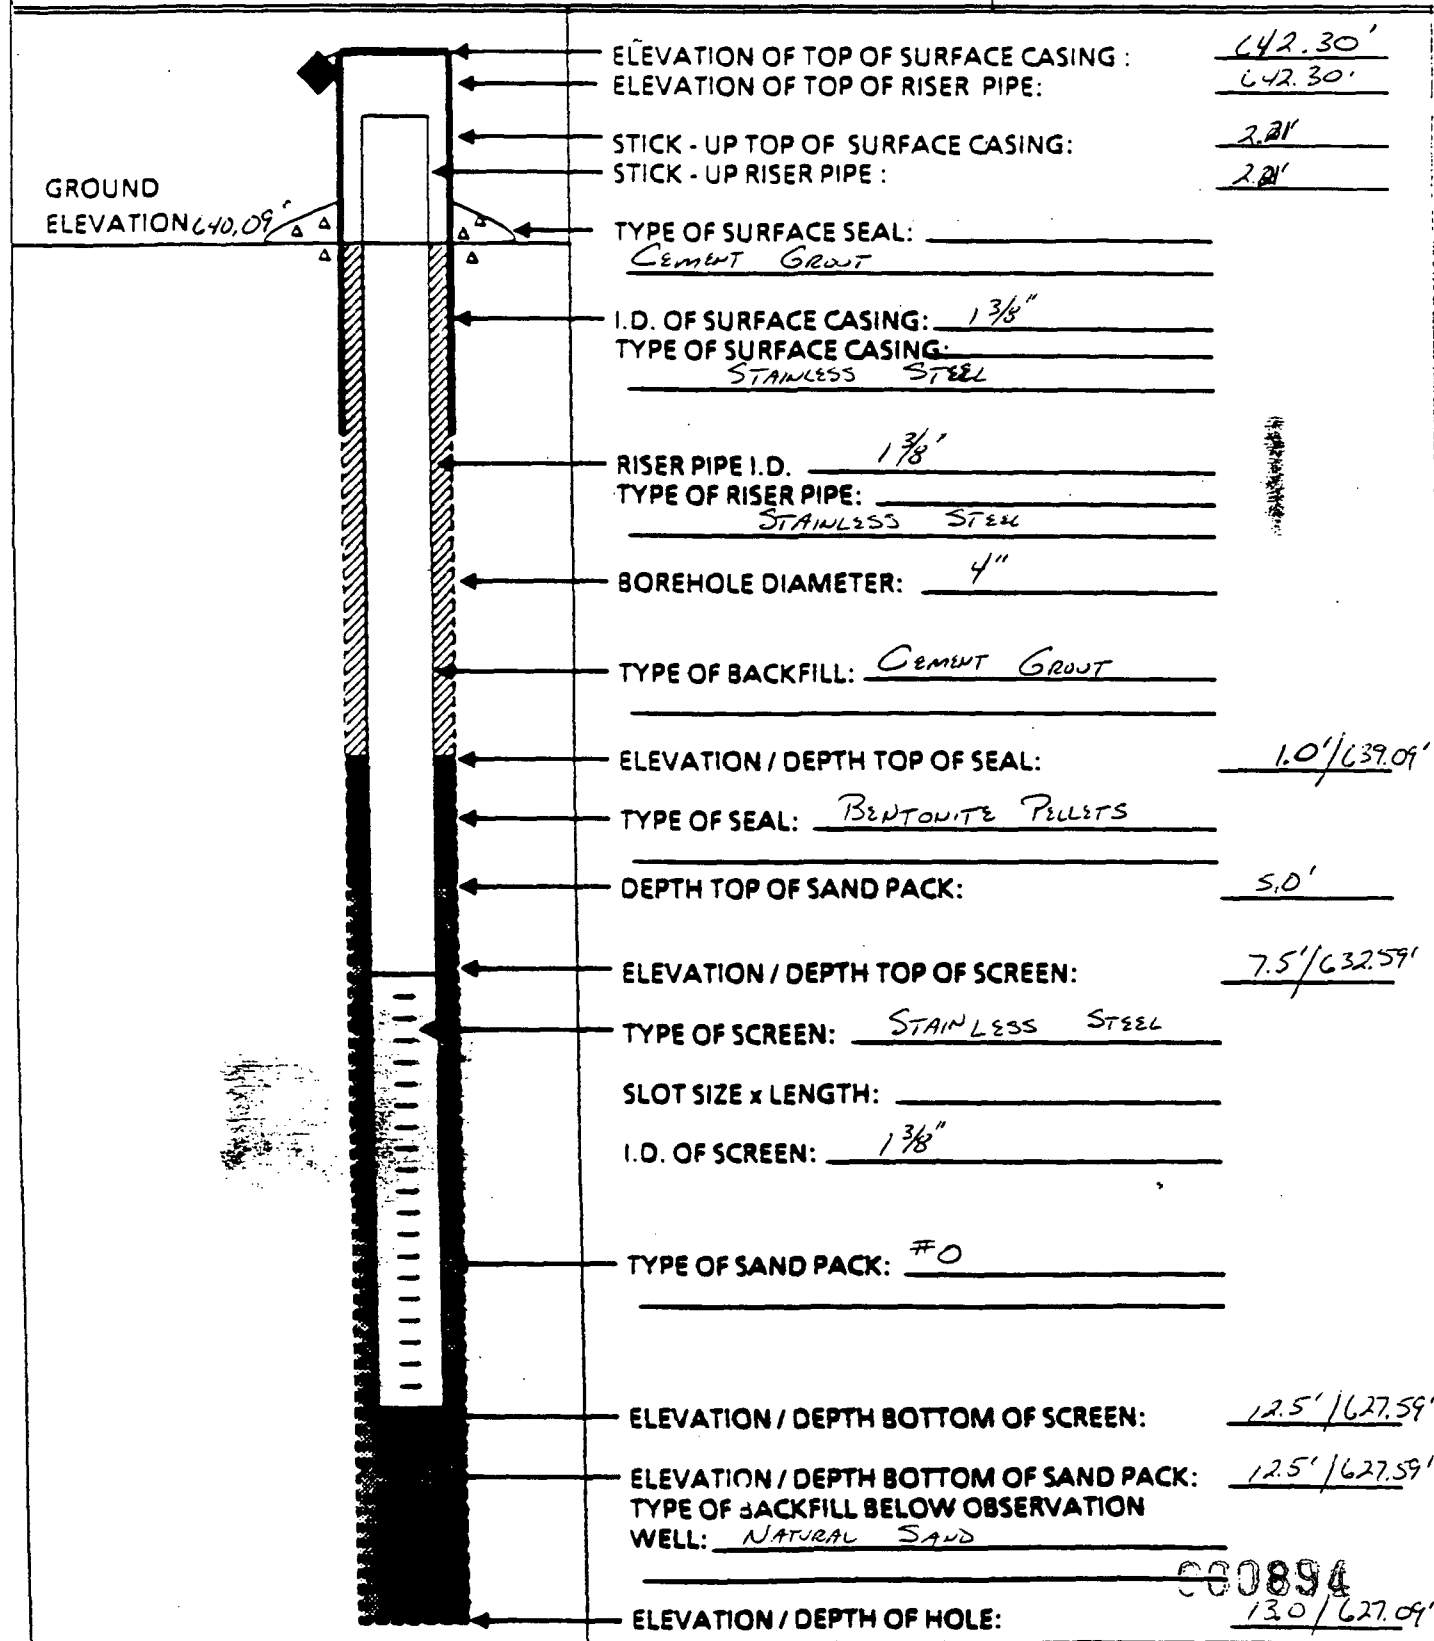 ELEVATION OF TOP OF SURFACE CASING : 642.30'
ELEVATION OF TOP OF RISER PIPE: 642.30'
STICK - UP TOP OF SURFACE CASING: 2.21'
STICK - UP RISER PIPE : 2.21'
GROUND
ELEVATION 640.09'
TYPE OF SURFACE SEAL:
CEMENT GROUT
I.D. OF SURFACE CASING: 1 3/8"
TYPE OF SURFACE CASING:
STAINLESS STEEL
RISER PIPE I.D. 1 3/8'
TYPE OF RISER PIPE:
STAINLESS STEEL
BOREHOLE DIAMETER: 4"
TYPE OF BACKFILL: CEMENT GROUT
ELEVATION / DEPTH TOP OF SEAL: 1.0'/639.09'
TYPE OF SEAL: BENTONITE PELLETS
DEPTH TOP OF SAND PACK: 5.0'
ELEVATION / DEPTH TOP OF SCREEN: 7.5'/632.59'
TYPE OF SCREEN: STAINLESS STEEL
SLOT SIZE x LENGTH:
I.D. OF SCREEN: 1 3/8"
TYPE OF SAND PACK: #0
ELEVATION / DEPTH BOTTOM OF SCREEN: 12.5'/627.59'
ELEVATION / DEPTH BOTTOM OF SAND PACK: 12.5'/627.59'
TYPE OF BACKFILL BELOW OBSERVATION
WELL: NATURAL SAND
000894
ELEVATION / DEPTH OF HOLE: 13.0/627.09'